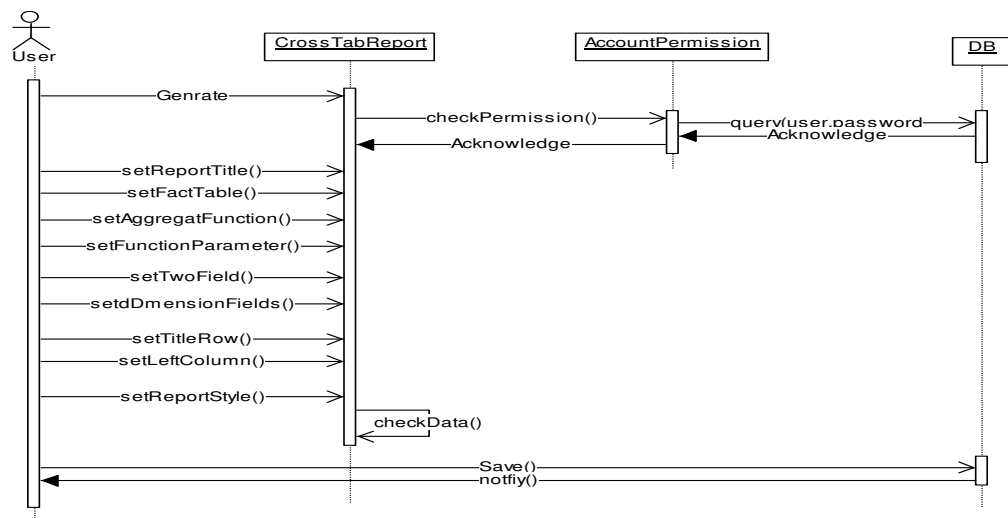 User
CrossTabReport
AccountPermission
DB
Genrate
checkPermission()
query(user,password
Acknowledge
Acknowledge
setReportTitle()
setFactTable()
setAggregatFunction()
setFunctionParameter()
setTwoField()
setdDmensionFields()
setTitleRow()
setLeftColumn()
setReportStyle()
checkData()
Save()
notfiy()